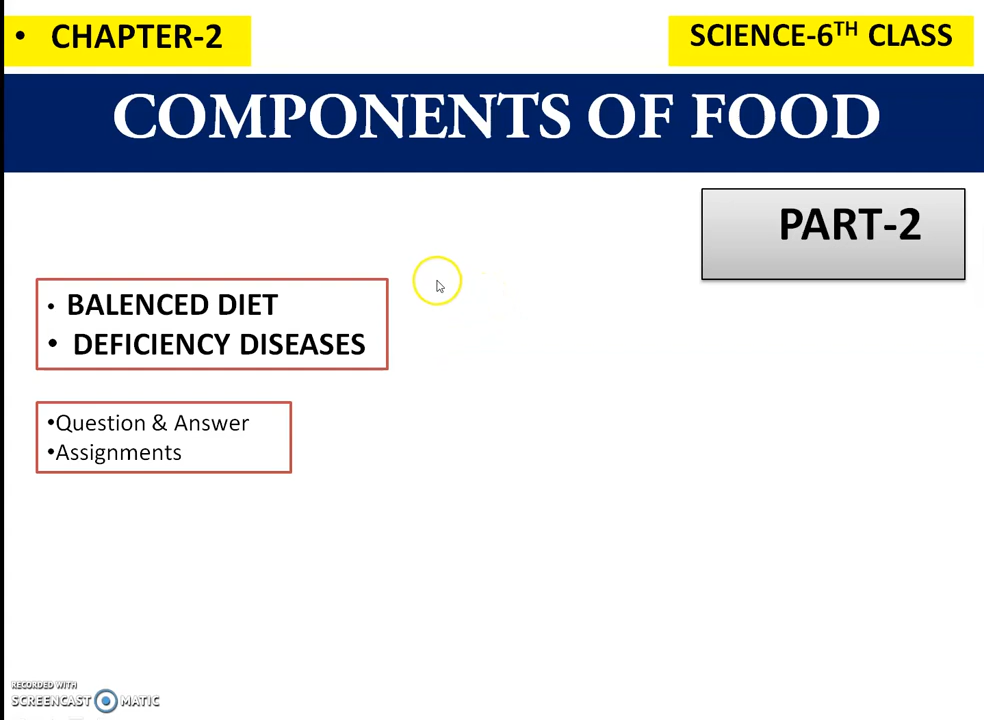 • CHAPTER-2
SCIENCE-6TH CLASS
COMPONENTS OF FOOD
PART-2
• BALENCED DIET
• DEFICIENCY DISEASES
•Question & Answer
•Assignments
RECORDED WITH
SCREENCAST MATIC